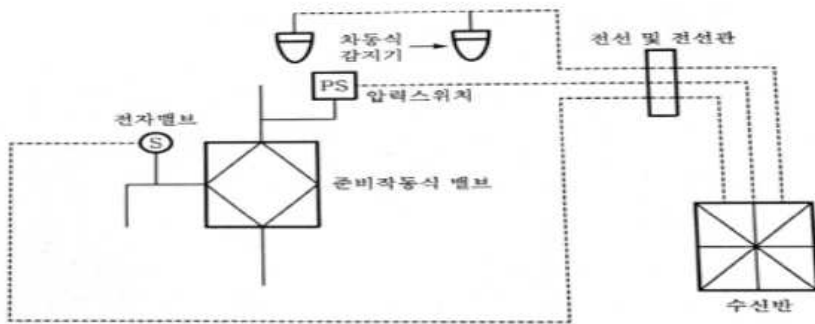 차동식
감지기
전선 및 전선관
PS
압력스위치
전자밸브
S
준비작동식 밸브
수신반